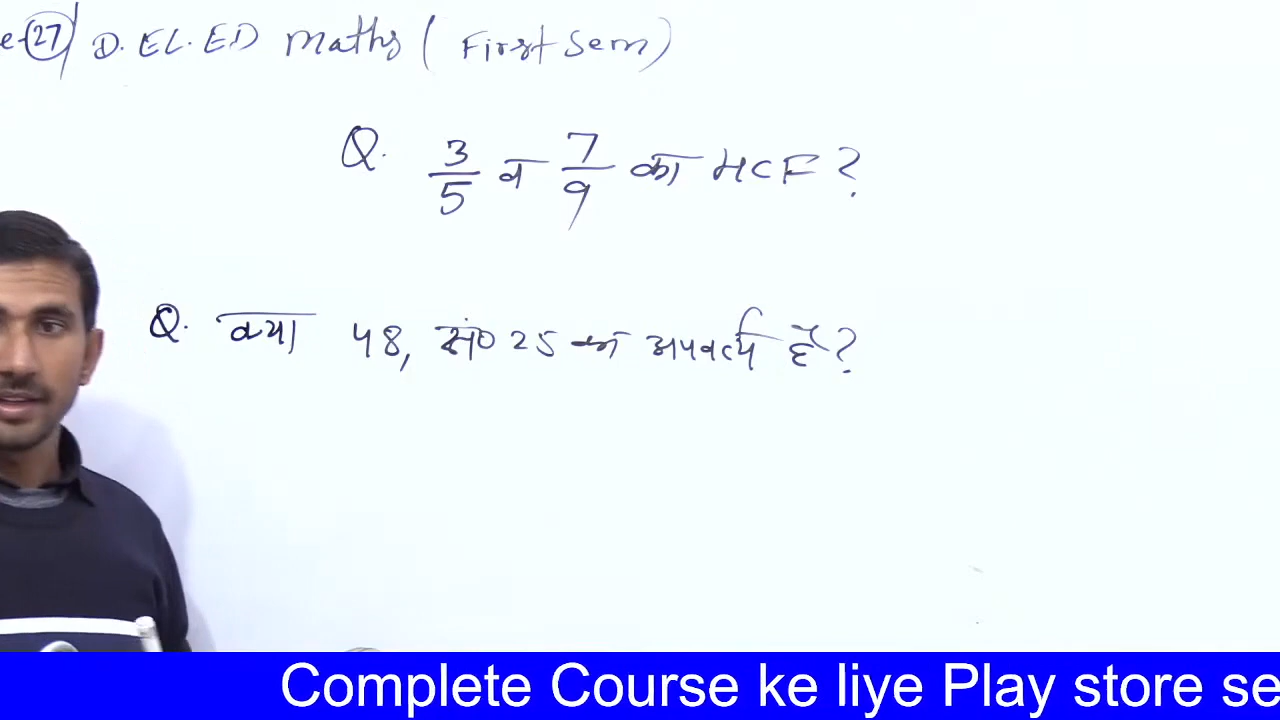 e-27 D.EL.ED Maths ( First Sem)
Q. 3/5 व 7/9 का HCF ?
Q. क्या 48, सं० 25 का अपवर्त्य है ?
Complete Course ke liye Play store se